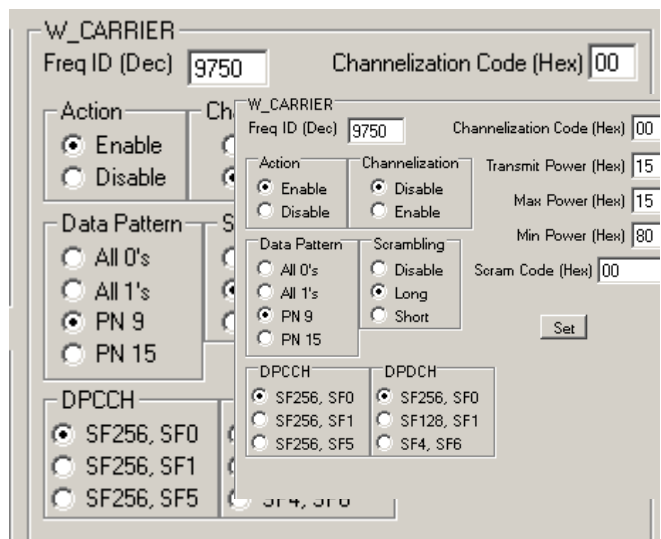 W_CARRIER
Freq ID (Dec) 9750 Channelization Code (Hex) 00
Action
Enable
Disable
Data Pattern
All 0's
All 1's
PN 9
PN 15
DPCCH
SF256, SF0
SF256, SF1
SF256, SF5
W_CARRIER
Freq ID (Dec) 9750 Channelization Code (Hex) 00
Action Channelization Transmit Power (Hex) 15
Enable Disable Max Power (Hex) 15
Disable Enable Min Power (Hex) 80
Data Pattern Scrambling
All 0's Disable Scram Code (Hex) 00
All 1's Long
PN 9 Short
PN 15 Set
DPCCH DPDCH
SF256, SF0 SF256, SF0
SF256, SF1 SF128, SF1
SF256, SF5 SF4, SF6